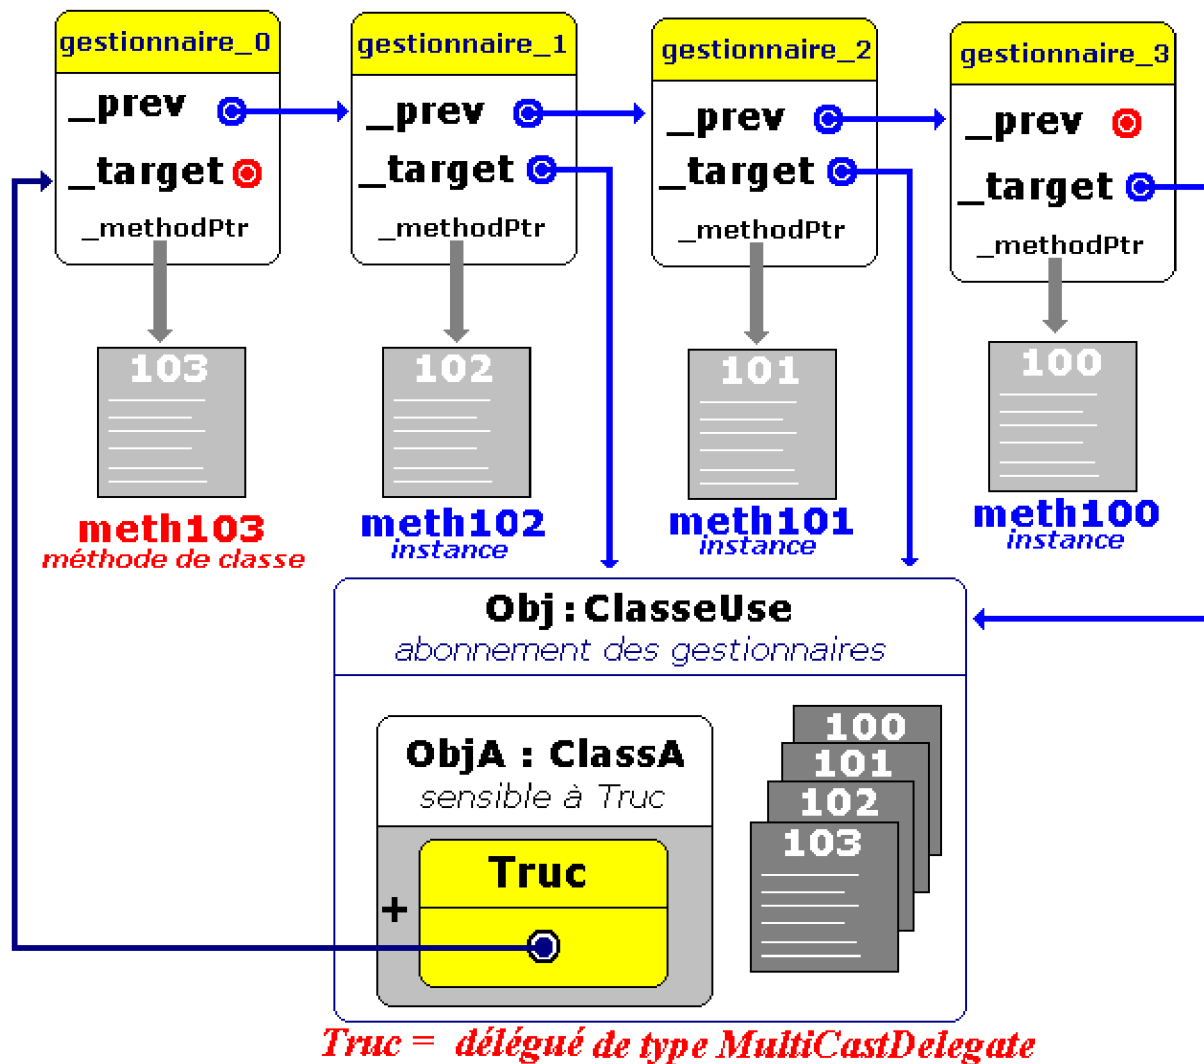 gestionnaire_0
_prev
_target
_methodPtr
103
meth103
méthode de classe
gestionnaire_1
_prev
_target
_methodPtr
102
meth102
instance
gestionnaire_2
_prev
_target
_methodPtr
101
meth101
instance
gestionnaire_3
_prev
_target
_methodPtr
100
meth100
instance
Obj : ClasseUse
abonnement des gestionnaires
ObjA : ClassA
sensible à Truc
+
Truc
100
101
102
103
Truc = délégué de type MultiCastDelegate